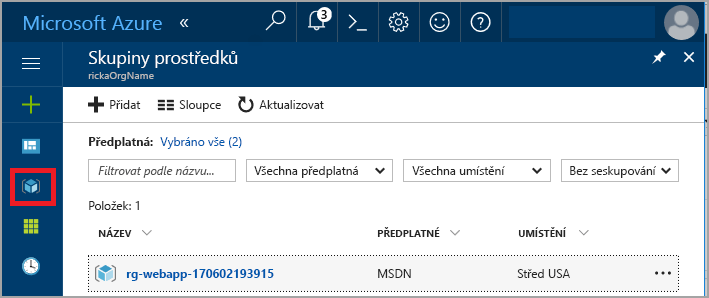 Microsoft Azure «
3
Skupiny prostředků
rickaOrgName
Přidat Sloupce Aktualizovat
Předplatná: Vybráno vše (2)
Filtrovat podle názvu... Všechna předplatná Všechna umístění Bez seskupování
Položek: 1
NÁZEV PŘEDPLATNÉ UMÍSTĚNÍ
rg-webapp-170602193915 MSDN Střed USA